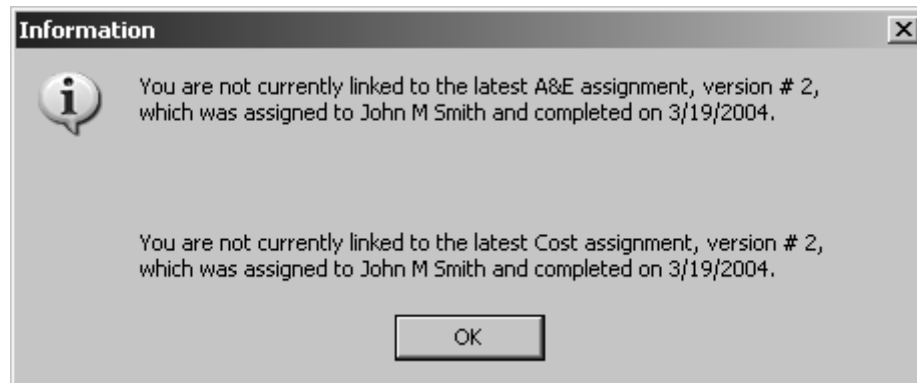 Information
You are not currently linked to the latest A&E assignment, version # 2,
which was assigned to John M Smith and completed on 3/19/2004.
You are not currently linked to the latest Cost assignment, version # 2,
which was assigned to John M Smith and completed on 3/19/2004.
OK